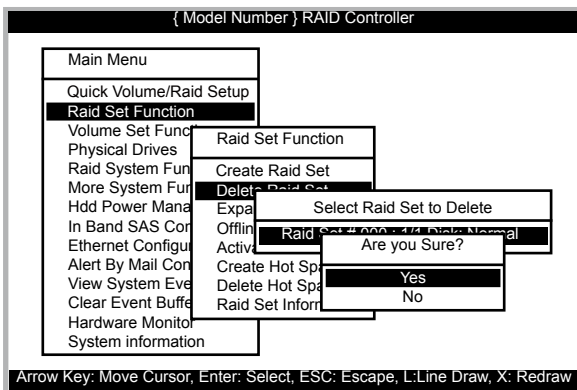 { Model Number } RAID Controller
Main Menu
Quick Volume/Raid Setup
Raid Set Function
Volume Set Func
Physical Drives
Raid System Fun
More System Fun
Hdd Power Mana
In Band SAS Con
Ethernet Configu
Alert By Mail Con
View System Eve
Clear Event Buffe
Hardware Monitor
System information
Raid Set Function
Create Raid Set
Delete Raid Set
Expa
Offlin
Activa
Create Hot Spa
Delete Hot Spa
Raid Set Inform
Select Raid Set to Delete
Raid Set # 000 : 1/1 Disk: Normal
Are you Sure?
Yes
No
Arrow Key: Move Cursor, Enter: Select, ESC: Escape, L:Line Draw, X: Redraw